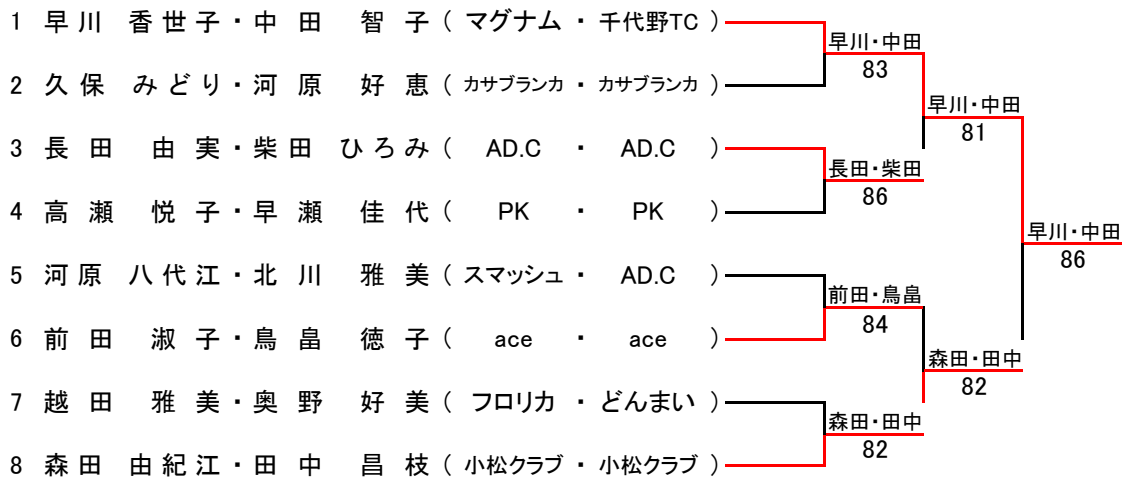 1 早川 香世子・中田 智子 ( マグナム ・ 千代野TC )
早川・中田
83
2 久保 みどり・河原 好恵 ( カサブランカ ・ カサブランカ )
早川・中田
81
3 長田 由実・柴田 ひろみ ( AD.C ・ AD.C )
長田・柴田
86
4 高瀬 悦子・早瀬 佳代 ( PK ・ PK )
早川・中田
86
5 河原 八代江・北川 雅美 ( スマッシュ ・ AD.C )
前田・鳥畠
84
6 前田 淑子・鳥畠 徳子 ( ace ・ ace )
森田・田中
82
7 越田 雅美・奥野 好美 ( フロリカ ・ どんまい )
森田・田中
82
8 森田 由紀江・田中 昌枝 ( 小松クラブ ・ 小松クラブ )